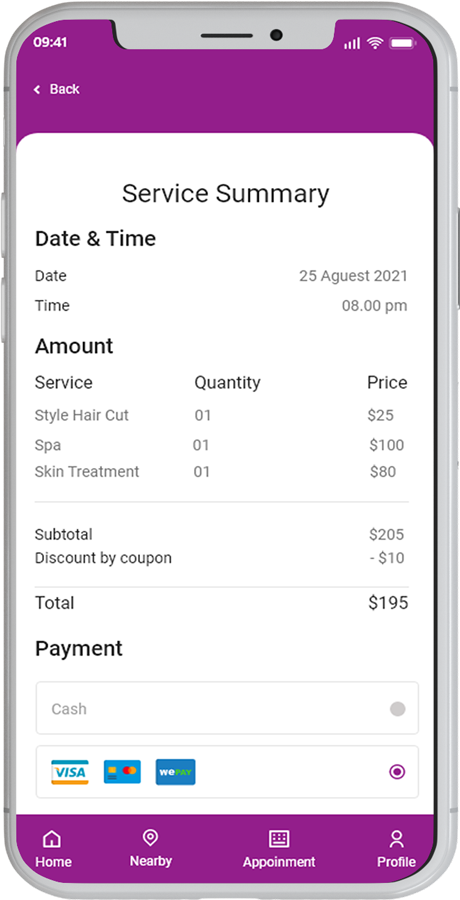 09:41
Back
Service Summary
Date & Time
Date 25 Aguest 2021
Time 08.00 pm
Amount
Service Quantity Price
Style Hair Cut 01 $25
Spa 01 $100
Skin Treatment 01 $80
Subtotal $205
Discount by coupon - $10
Total $195
Payment
Cash
VISA wePAY
Home Nearby Appoinment Profile